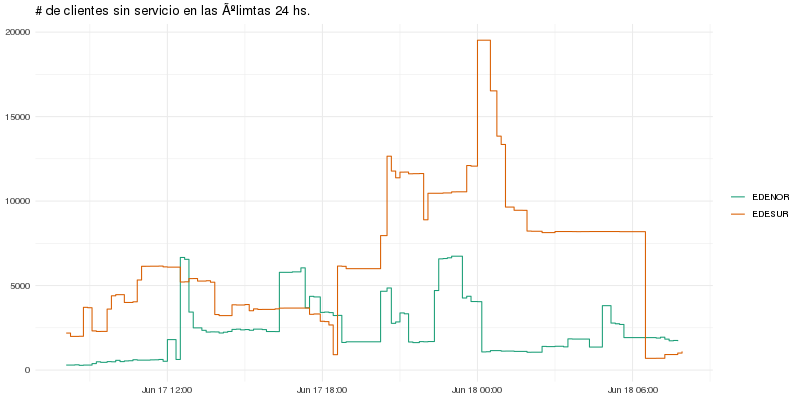 # de clientes sin servicio en las Ãºlimtas 24 hs.
20000
15000
10000
5000
0
Jun 17 12:00
Jun 17 18:00
Jun 18 00:00
Jun 18 06:00
EDENOR
EDESUR